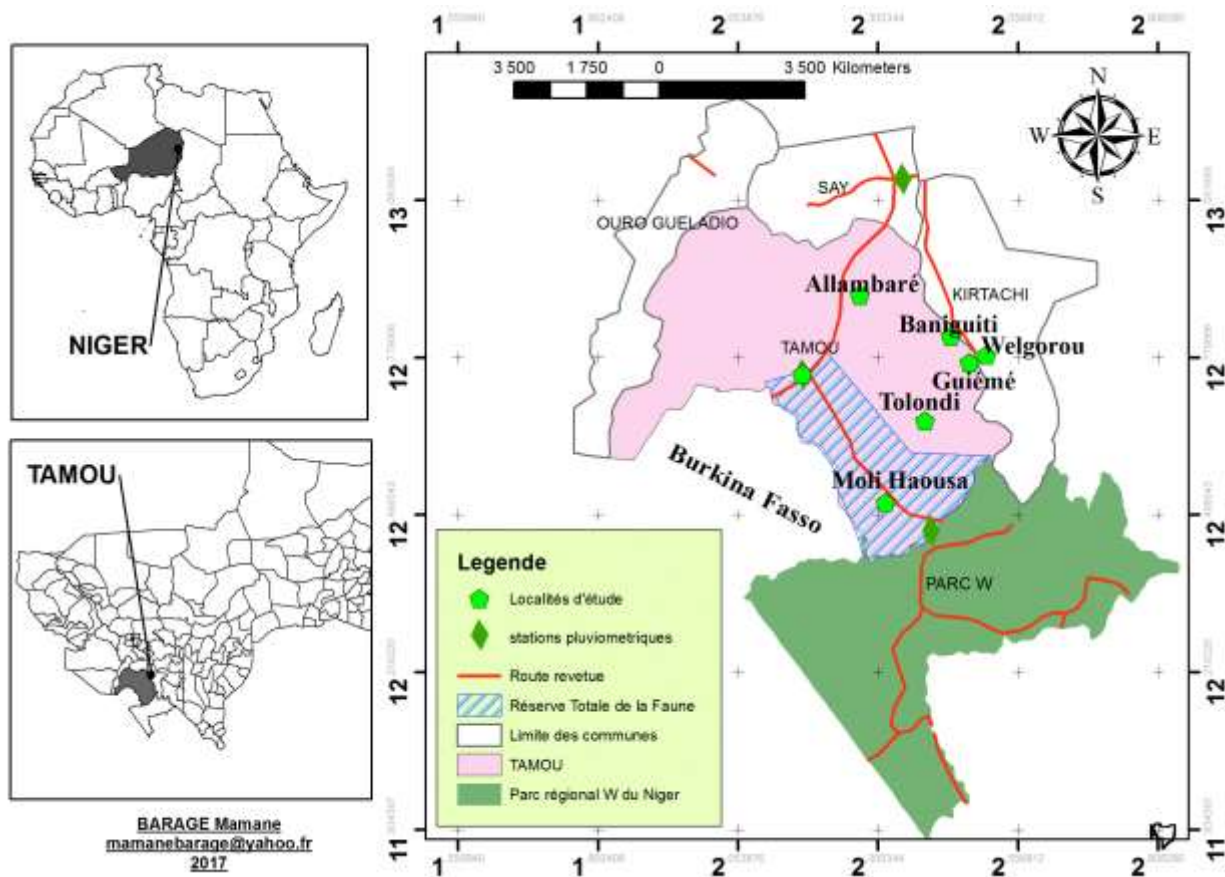 NIGER
TAMOU
BARAGE Mamane
mamanebarage@yahoo.fr
2017
1 1 2 2 2 2
3 500 1 750 0 3 500 Kilometers
N
W E
S
13 13
SAY
OURO GUELADIO
Allambaré
KIRTACHI
Baniguiti
12 TAMOU Welgorou 12
Guiémé
Tolondi
Burkina Fasso
Moli Haousa
12 12
PARC W
Legende
Localités d'étude
stations pluviometriques
Route revetue
12 12
Réserve Totale de la Faune
Limite des communes
TAMOU
Parc régional W du Niger
11 11
1 1 2 2 2 2